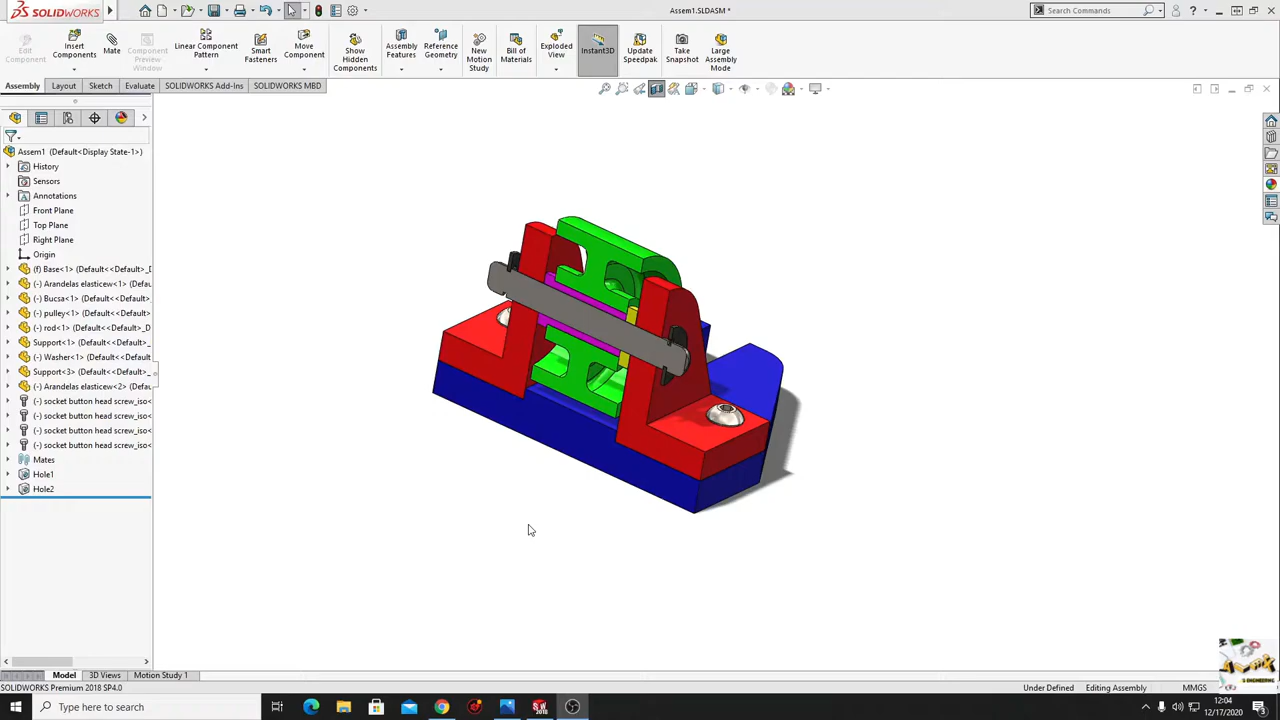 SOLIDWORKS
Assem1.SLDASM *
Search Commands
Edit Component
Insert Components
Mate
Component Preview Window
Linear Component Pattern
Smart Fasteners
Move Component
Show Hidden Components
Assembly Features
Reference Geometry
New Motion Study
Bill of Materials
Exploded View
Instant3D
Update Speedpak
Take Snapshot
Large Assembly Mode
Assembly
Layout
Sketch
Evaluate
SOLIDWORKS Add-Ins
SOLIDWORKS MBD
Assem1 (Default<Display State-1>)
History
Sensors
Annotations
Front Plane
Top Plane
Right Plane
Origin
(f) Base<1> (Default<<Default>_D
(-) Arandelas elasticew<1> (Defau
(-) Bucsa<1> (Default<<Default>_
(-) pulley<1> (Default<<Default>_
(-) rod<1> (Default<<Default>_D
Support<1> (Default<<Default>_
(-) Washer<1> (Default<<Default>
Support<3> (Default<<Default>_
(-) Arandelas elasticew<2> (Defau
(-) socket button head screw_iso<
(-) socket button head screw_iso<
(-) socket button head screw_iso<
(-) socket button head screw_iso<
Mates
Hole1
Hole2
Model
3D Views
Motion Study 1
SOLIDWORKS Premium 2018 SP4.0
Under Defined
Editing Assembly
MMGS
Type here to search
12:04
12/17/2020